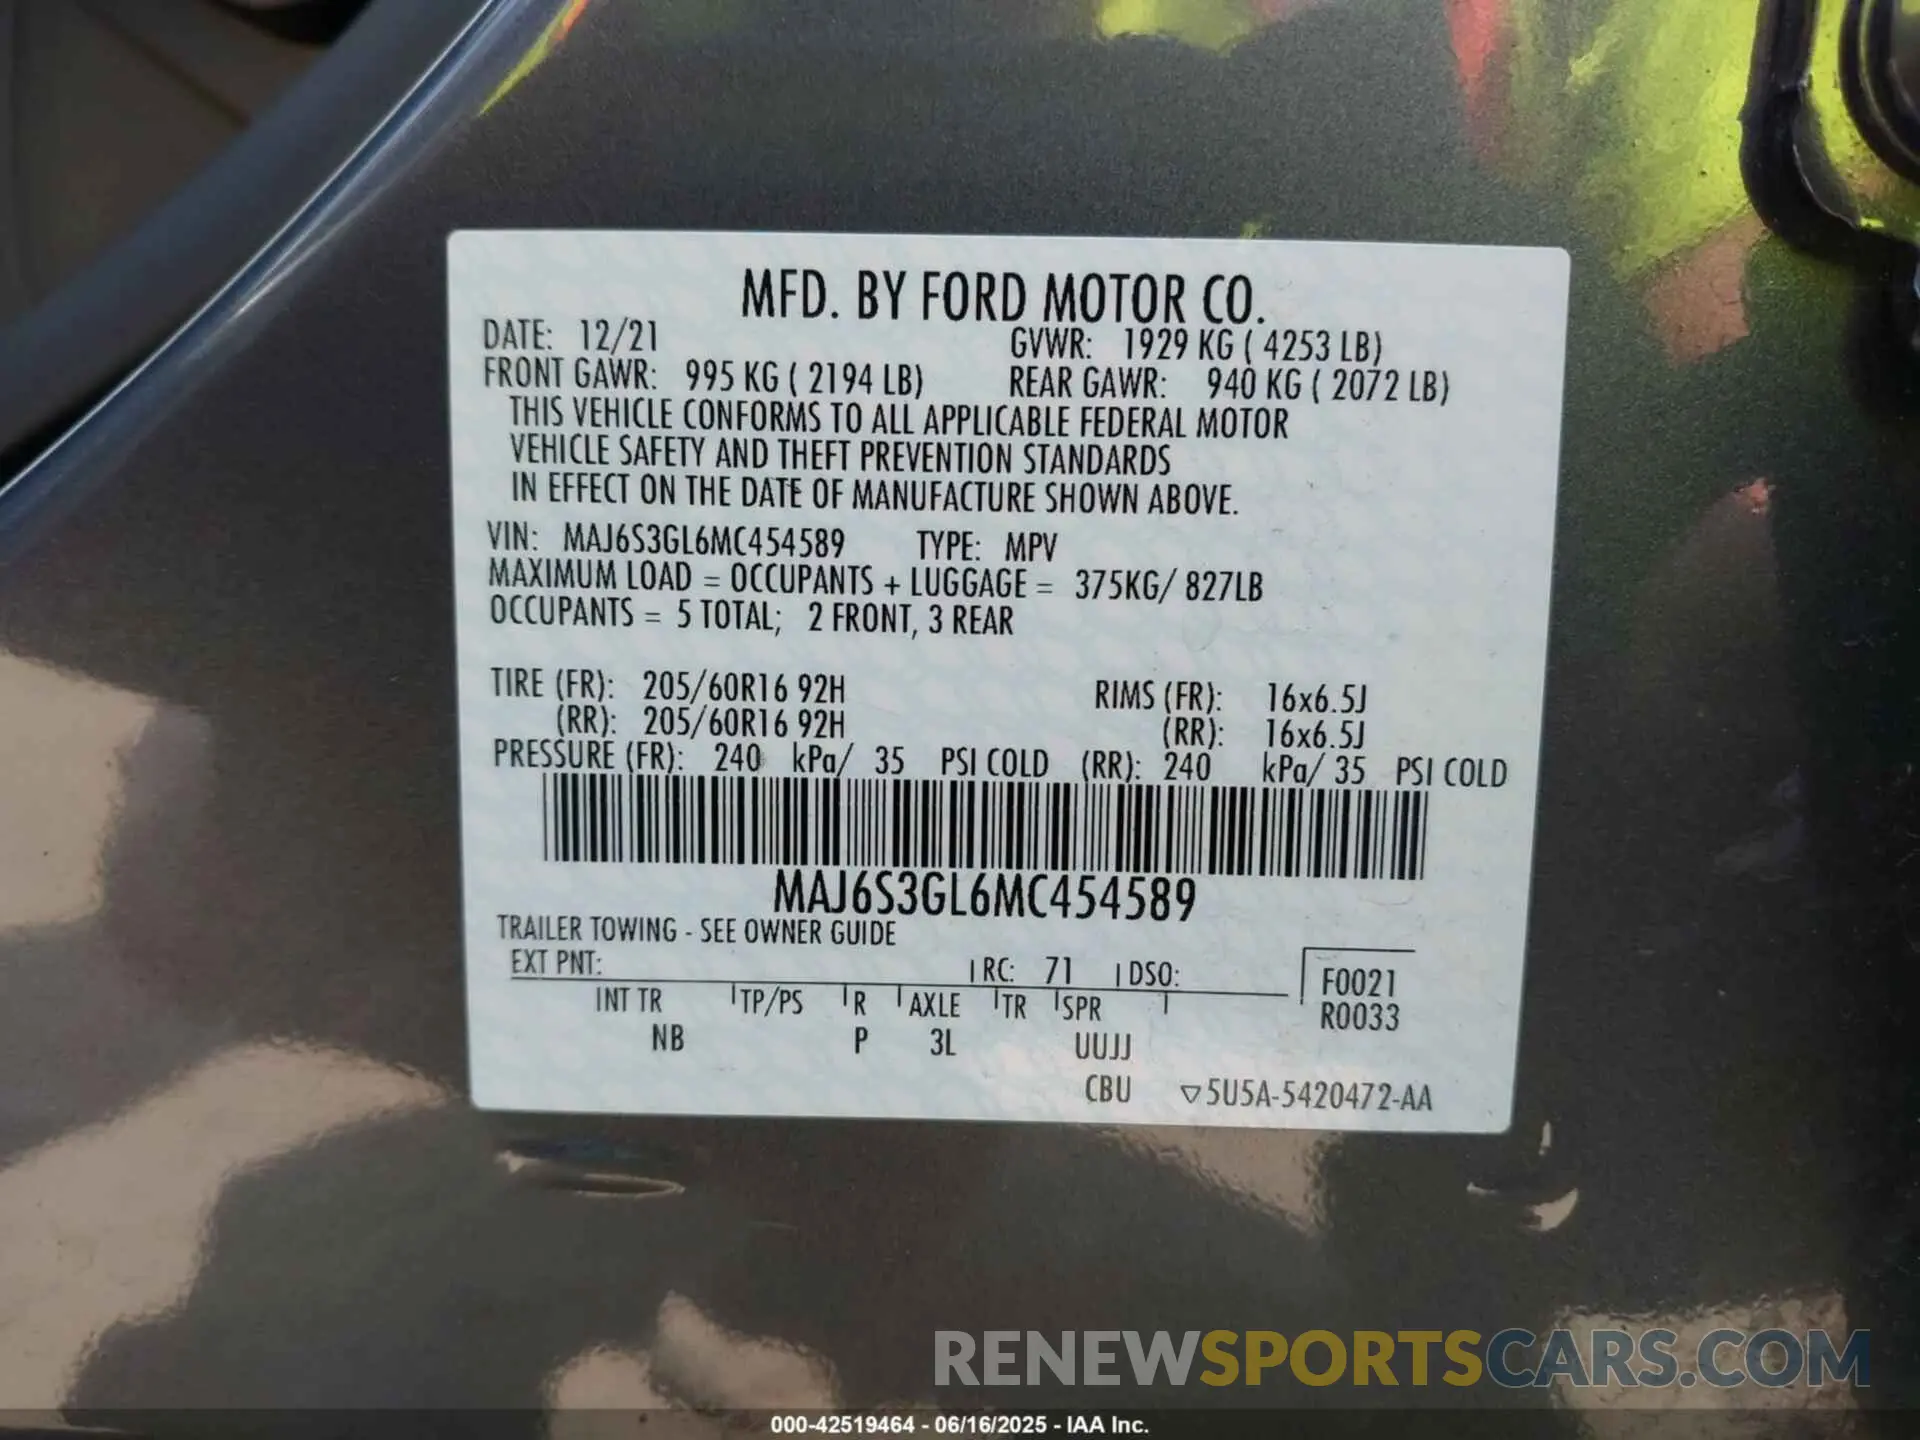 MFD. BY FORD MOTOR CO.
DATE: 12/21 GVWR: 1929 KG ( 4253 LB)
FRONT GAWR: 995 KG ( 2194 LB) REAR GAWR: 940 KG ( 2072 LB)
THIS VEHICLE CONFORMS TO ALL APPLICABLE FEDERAL MOTOR
VEHICLE SAFETY AND THEFT PREVENTION STANDARDS
IN EFFECT ON THE DATE OF MANUFACTURE SHOWN ABOVE.
VIN: MAJ6S3GL6MC454589 TYPE: MPV
MAXIMUM LOAD = OCCUPANTS + LUGGAGE = 375KG/ 827LB
OCCUPANTS = 5 TOTAL; 2 FRONT, 3 REAR
TIRE (FR): 205/60R16 92H RIMS (FR): 16x6.5J
(RR): 205/60R16 92H (RR): 16x6.5J
PRESSURE (FR): 240 kPa/ 35 PSI COLD (RR): 240 kPa/ 35 PSI COLD
MAJ6S3GL6MC454589
TRAILER TOWING - SEE OWNER GUIDE
EXT PNT: RC: 71 DSO: F0021
INT TR TP/PS R AXLE TR SPR R0033
NB P 3L UUJJ
CBU ▽5U5A-5420472-AA
RENEWSPORTSCARS.COM
000-42519464 - 06/16/2025 - IAA Inc.